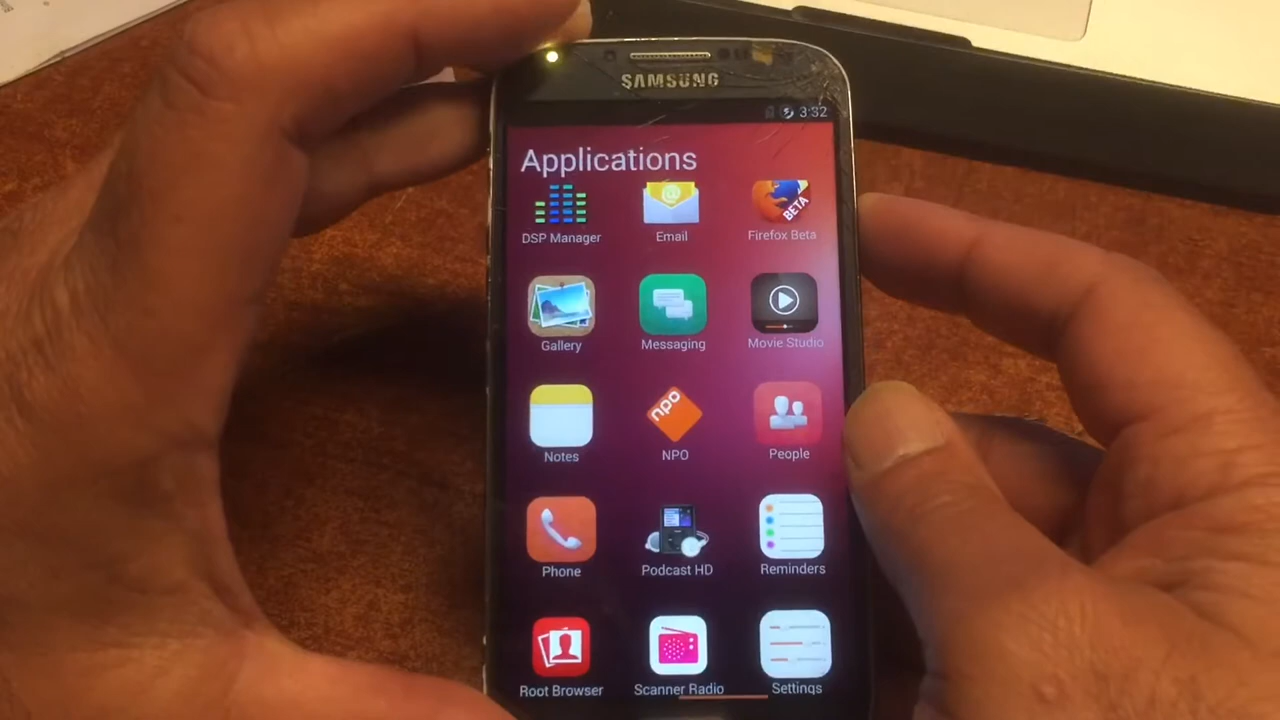 SAMSUNG
3:32
Applications
DSP Manager
Email
Firefox Beta
BETA
Gallery
Messaging
Movie Studio
Notes
npo
NPO
People
Phone
Podcast HD
Reminders
Root Browser
Scanner Radio
Settings